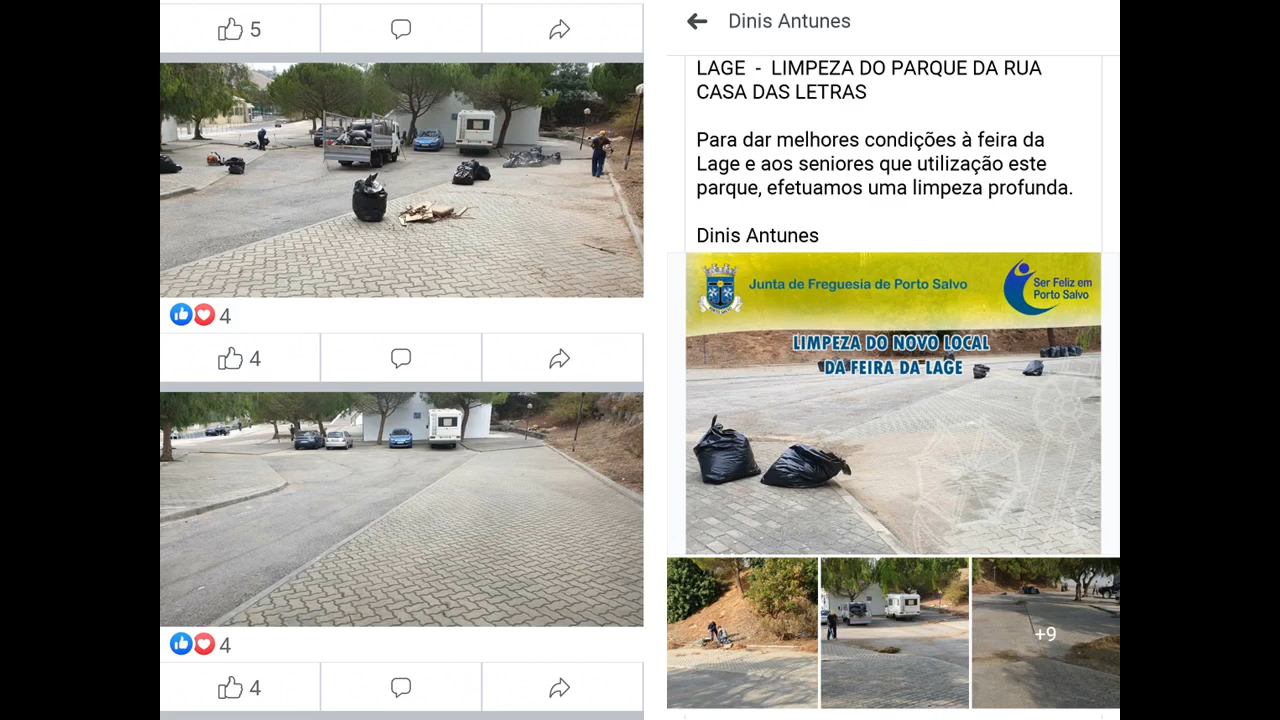 5
4
4
4
4
Dinis Antunes
LAGE - LIMPEZA DO PARQUE DA RUA
CASA DAS LETRAS
Para dar melhores condições à feira da
Lage e aos seniores que utilização este
parque, efetuamos uma limpeza profunda.
Dinis Antunes
Junta de Freguesia de Porto Salvo
Ser Feliz em
Porto Salvo
LIMPEZA DO NOVO LOCAL
DA FEIRA DA LAGE
+9